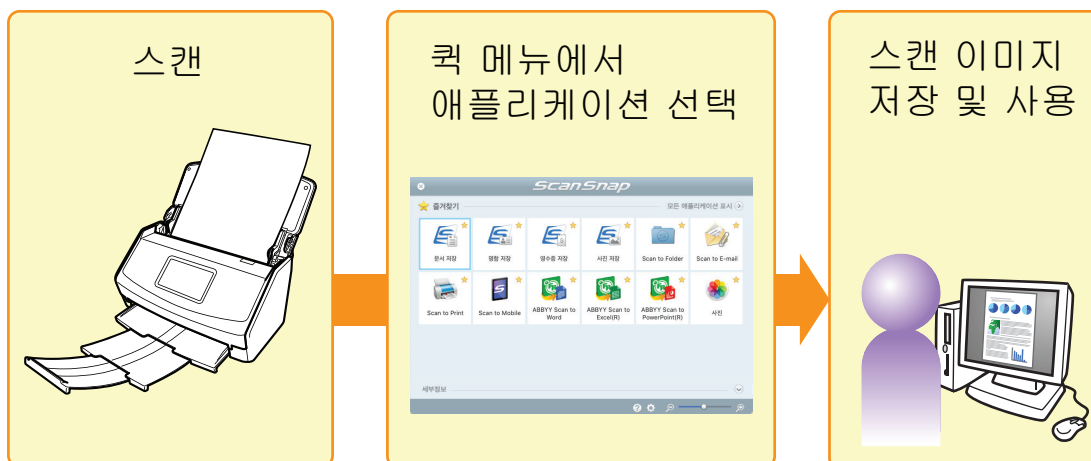 스캔
퀵 메뉴에서
애플리케이션 선택
스캔 이미지
저장 및 사용
ScanSnap
즐겨찾기
모든 애플리케이션 표시
문서 저장
명함 저장
영수증 저장
사진 저장
Scan to Folder
Scan to E-mail
Scan to Print
Scan to Mobile
ABBYY Scan to
Word
ABBYY Scan to
Excel(R)
ABBYY Scan to
PowerPoint(R)
사진
세부정보